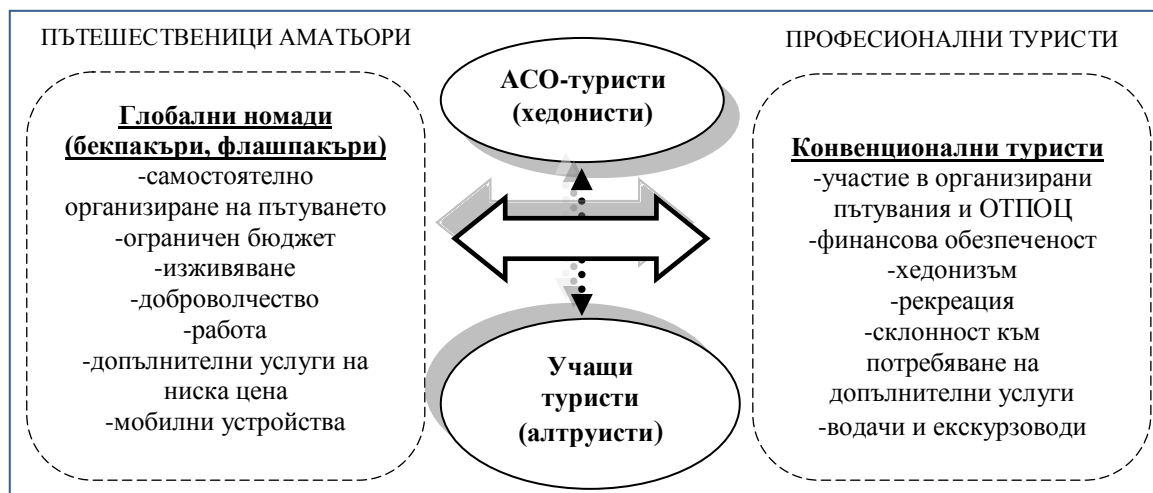 ПЪТЕШЕСТВЕНИЦИ АМАТЬОРИ
Глобални номади
(бекпакъри, флашпакъри)
-самостоятелно
организиране на пътуването
-ограничен бюджет
-изживяване
-доброволчество
-работа
-допълнителни услуги на
ниска цена
-мобилни устройства
АСО-туристи
(хедонисти)
Учащи
туристи
(алтруисти)
ПРОФЕСИОНАЛНИ ТУРИСТИ
Конвенционални туристи
-участие в организирани
пътувания и ОТПОЦ
-финансова обезпеченост
-хедонизъм
-рекреация
-склонност към
потребяване на
допълнителни услуги
-водачи и екскурзоводи